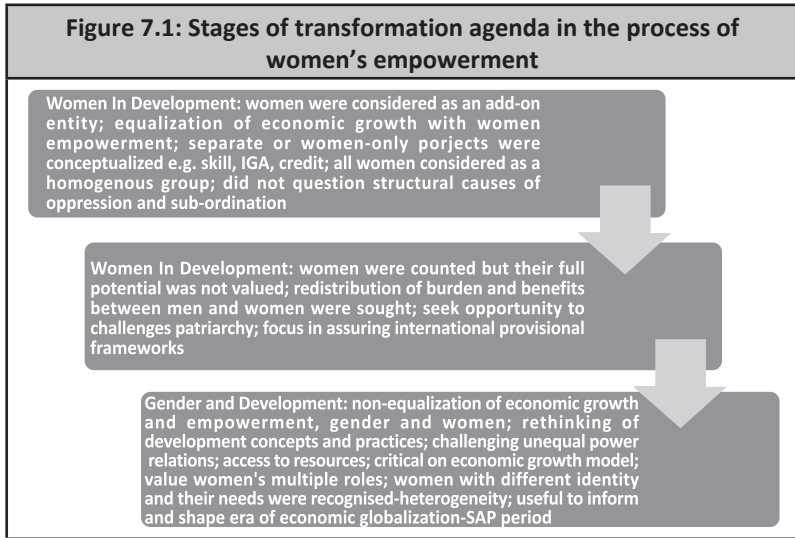 Figure 7.1: Stages of transformation agenda in the process of
women's empowerment
Women In Development: women were considered as an add-on
entity; equalization of economic growth with women
empowerment; separate or women-only porjects were
conceptualized e.g. skill, IGA, credit; all women considered as a
homogenous group; did not question structural causes of
oppression and sub-ordination
Women In Development: women were counted but their full
potential was not valued; redistribution of burden and benefits
between men and women were sought; seek opportunity to
challenges patriarchy; focus in assuring international provisional
frameworks
Gender and Development: non-equalization of economic growth
and empowerment, gender and women; rethinking of
development concepts and practices; challenging unequal power
relations; access to resources; critical on economic growth model;
value women's multiple roles; women with different identity
and their needs were recognised-heterogeneity; useful to inform
and shape era of economic globalization-SAP period